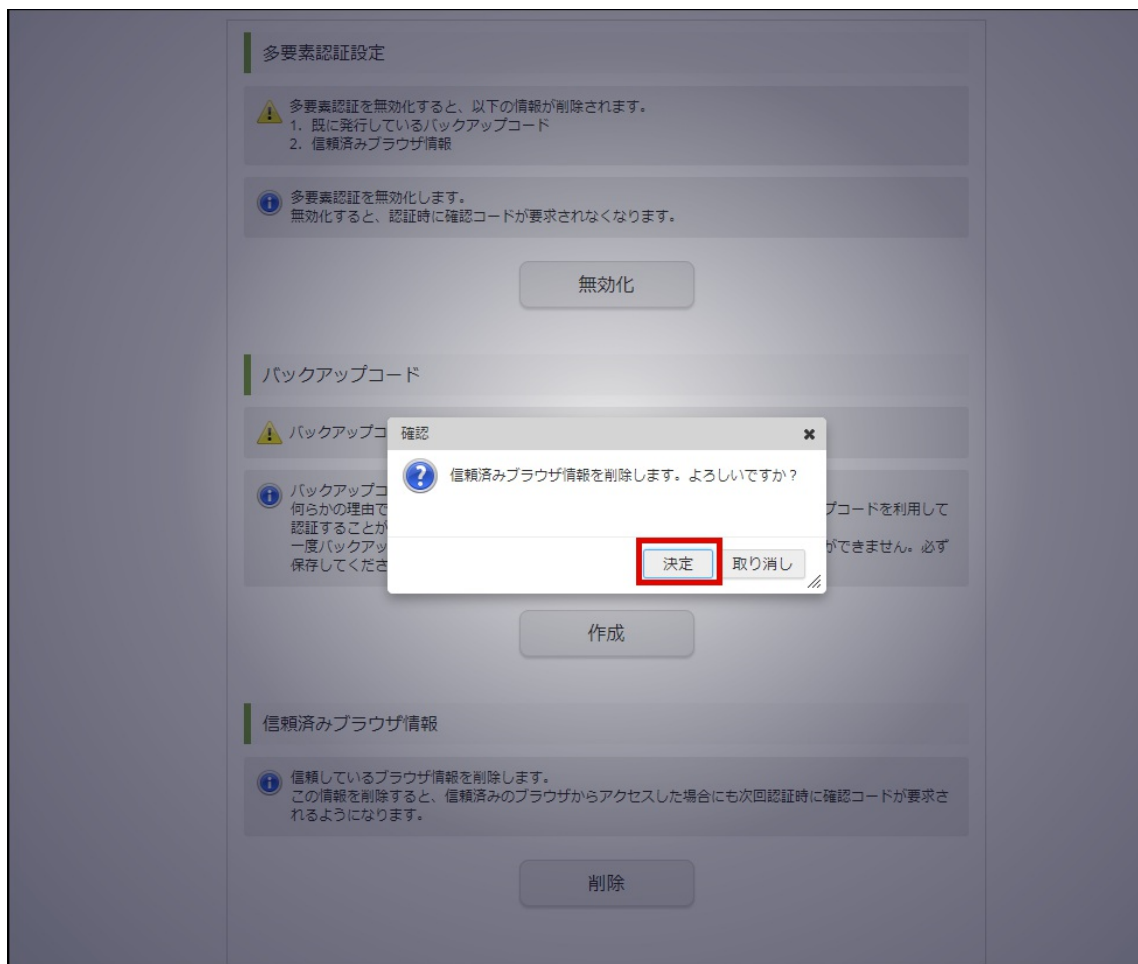 多要素認証設定
多要素認証を無効化すると、以下の情報が削除されます。
1. 既に発行しているバックアップコード
2. 信頼済みブラウザ情報
多要素認証を無効化します。
無効化すると、認証時に確認コードが要求されなくなります。
無効化
バックアップコード
バックアップコ
確認
信頼済みブラウザ情報を削除します。よろしいですか？
決定 取り消し
バックアップコ
何らかの理由で プコードを利用して
認証することが
一度バックアッ ができません。必ず
保存してくださ
作成
信頼済みブラウザ情報
信頼しているブラウザ情報を削除します。
この情報を削除すると、信頼済みのブラウザからアクセスした場合にも次回認証時に確認コードが要求さ
れるようになります。
削除